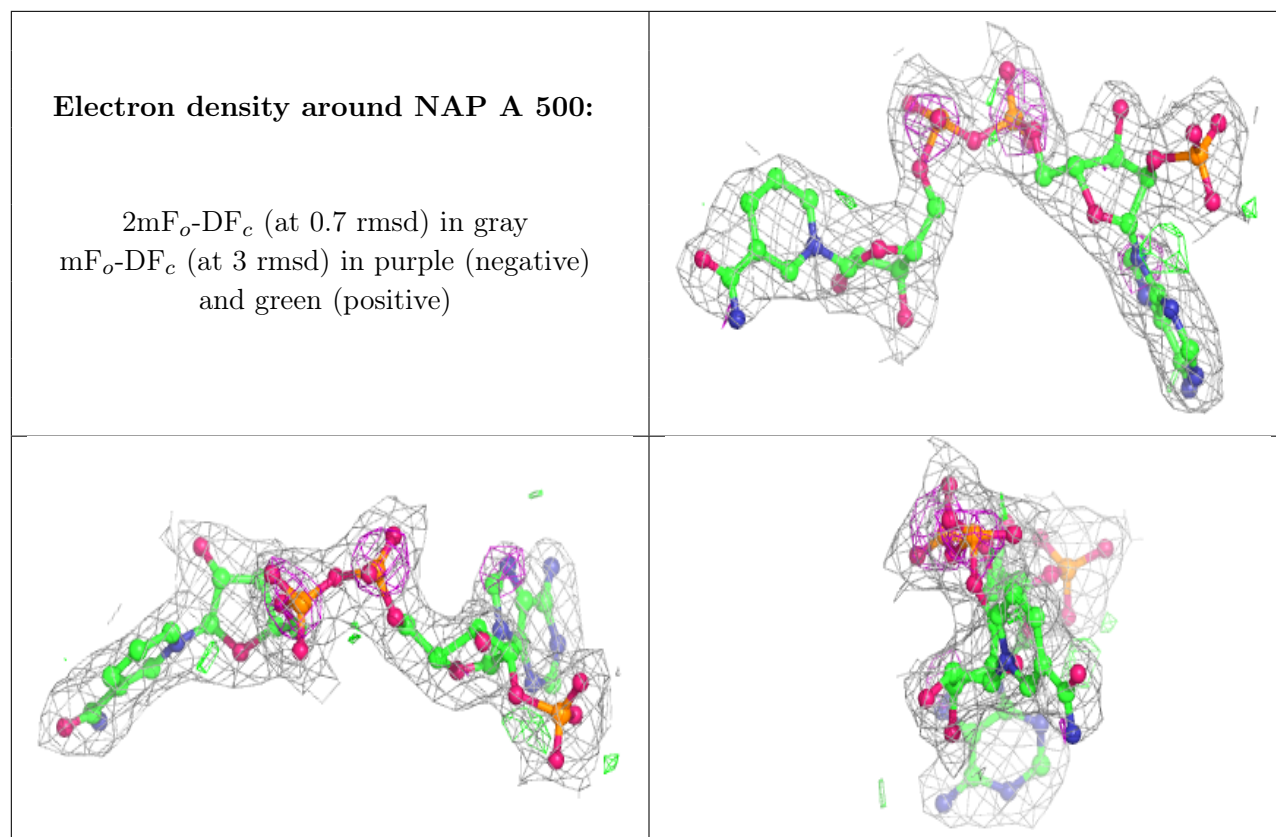 Electron density around NAP A 500:
2mFₒ-DF𝑐 (at 0.7 rmsd) in gray
mFₒ-DF𝑐 (at 3 rmsd) in purple (negative)
and green (positive)